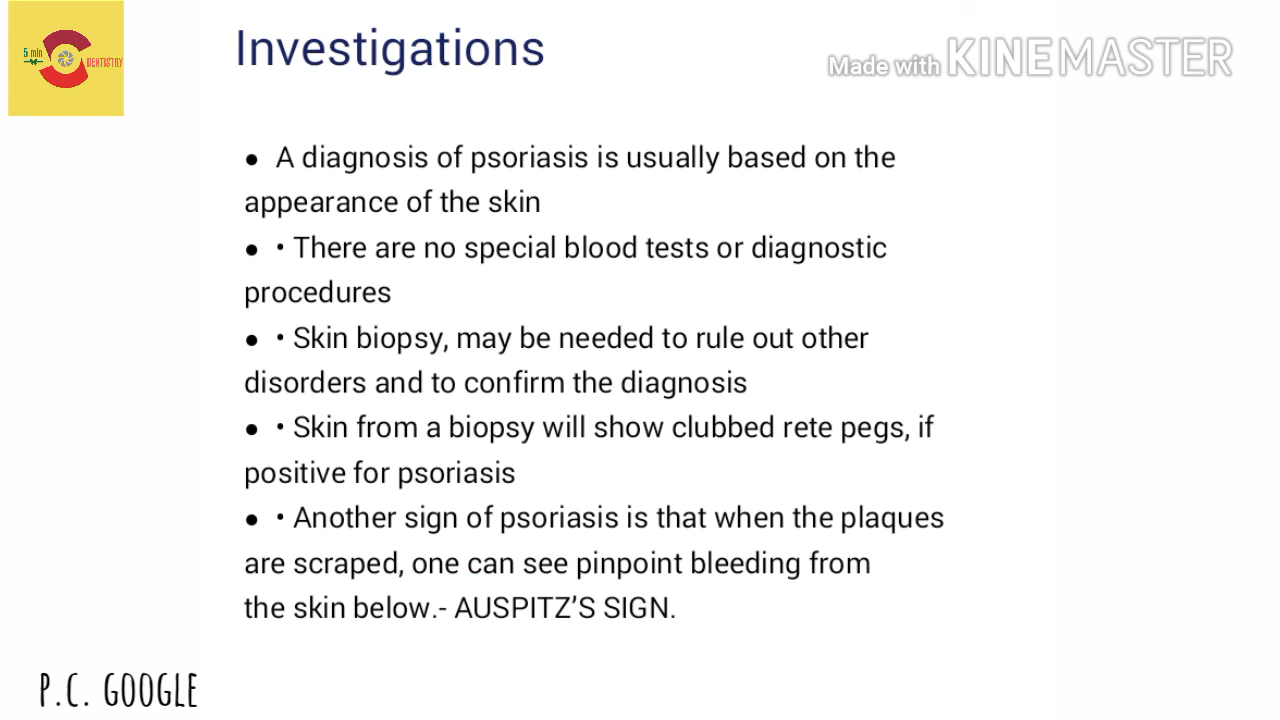 5 min
DENTISTRY
Investigations
Made with KINEMASTER
● A diagnosis of psoriasis is usually based on the
appearance of the skin
● • There are no special blood tests or diagnostic
procedures
● • Skin biopsy, may be needed to rule out other
disorders and to confirm the diagnosis
● • Skin from a biopsy will show clubbed rete pegs, if
positive for psoriasis
● • Another sign of psoriasis is that when the plaques
are scraped, one can see pinpoint bleeding from
the skin below.- AUSPITZ’S SIGN.
P.C. GOOGLE